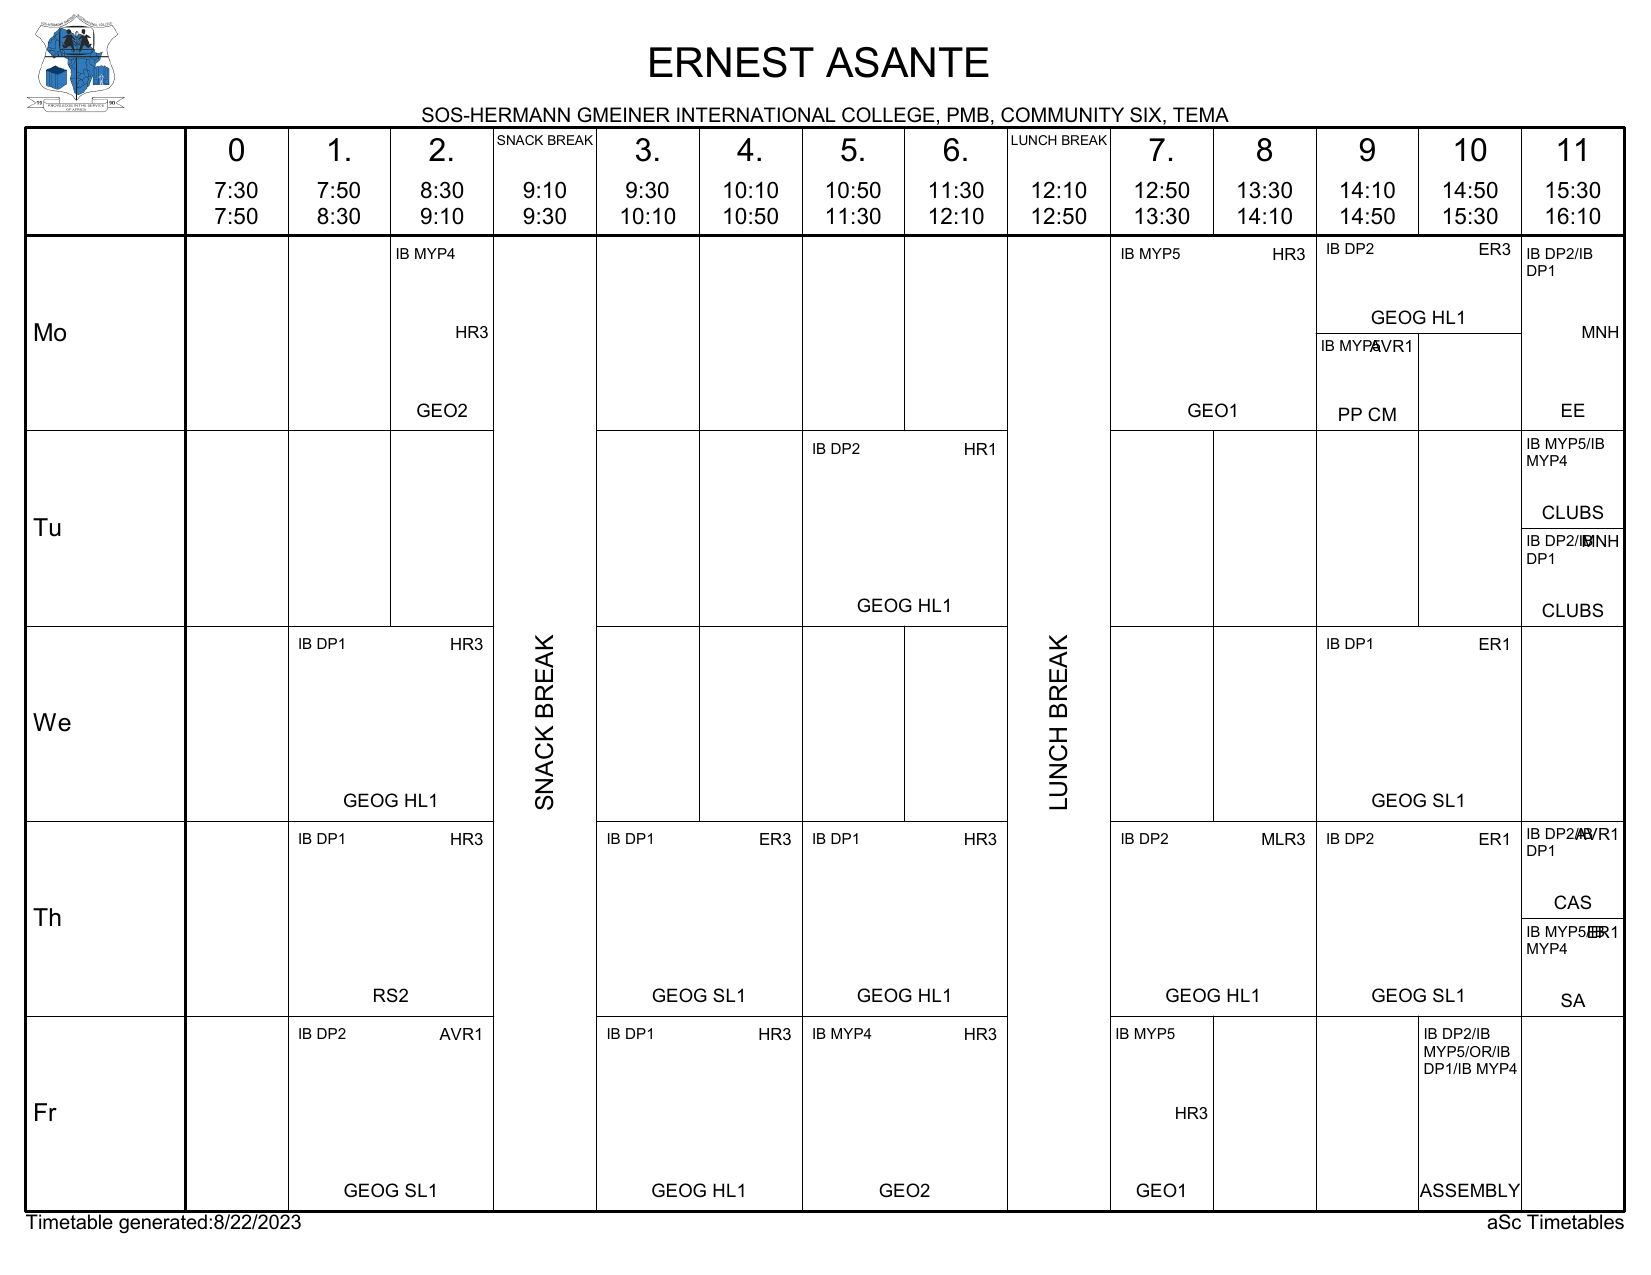 ERNEST ASANTE
SOS-HERMANN GMEINER INTERNATIONAL COLLEGE, PMB, COMMUNITY SIX, TEMA
0 1. 2. SNACK BREAK 3. 4. 5. 6. LUNCH BREAK 7. 8 9 10 11
7:30 7:50 8:30 9:10 9:30 10:10 10:50 11:30 12:10 12:50 13:30 14:10 14:50 15:30
7:50 8:30 9:10 9:30 10:10 10:50 11:30 12:10 12:50 13:30 14:10 14:50 15:30 16:10
Mo
IB MYP4
HR3
GEO2
IB MYP5 HR3
GEO1
IB DP2 ER3
GEOG HL1
IB MYP5 AVR1
PP CM
IB DP2/IB
DP1
MNH
EE
Tu
IB DP2 HR1
GEOG HL1
IB MYP5/IB
MYP4
CLUBS
IB DP2/IB MNH
DP1
CLUBS
SNACK BREAK
LUNCH BREAK
We
IB DP1 HR3
GEOG HL1
IB DP1 ER1
GEOG SL1
Th
IB DP1 HR3
RS2
IB DP1 ER3
GEOG SL1
IB DP1 HR3
GEOG HL1
IB DP2 MLR3
GEOG HL1
IB DP2 ER1
GEOG SL1
IB DP2/IB AVR1
DP1
CAS
IB MYP5/IB ER1
MYP4
SA
Fr
IB DP2 AVR1
GEOG SL1
IB DP1 HR3
GEOG HL1
IB MYP4 HR3
GEO2
IB MYP5
HR3
GEO1
IB DP2/IB
MYP5/OR/IB
DP1/IB MYP4
ASSEMBLY
Timetable generated:8/22/2023
aSc Timetables